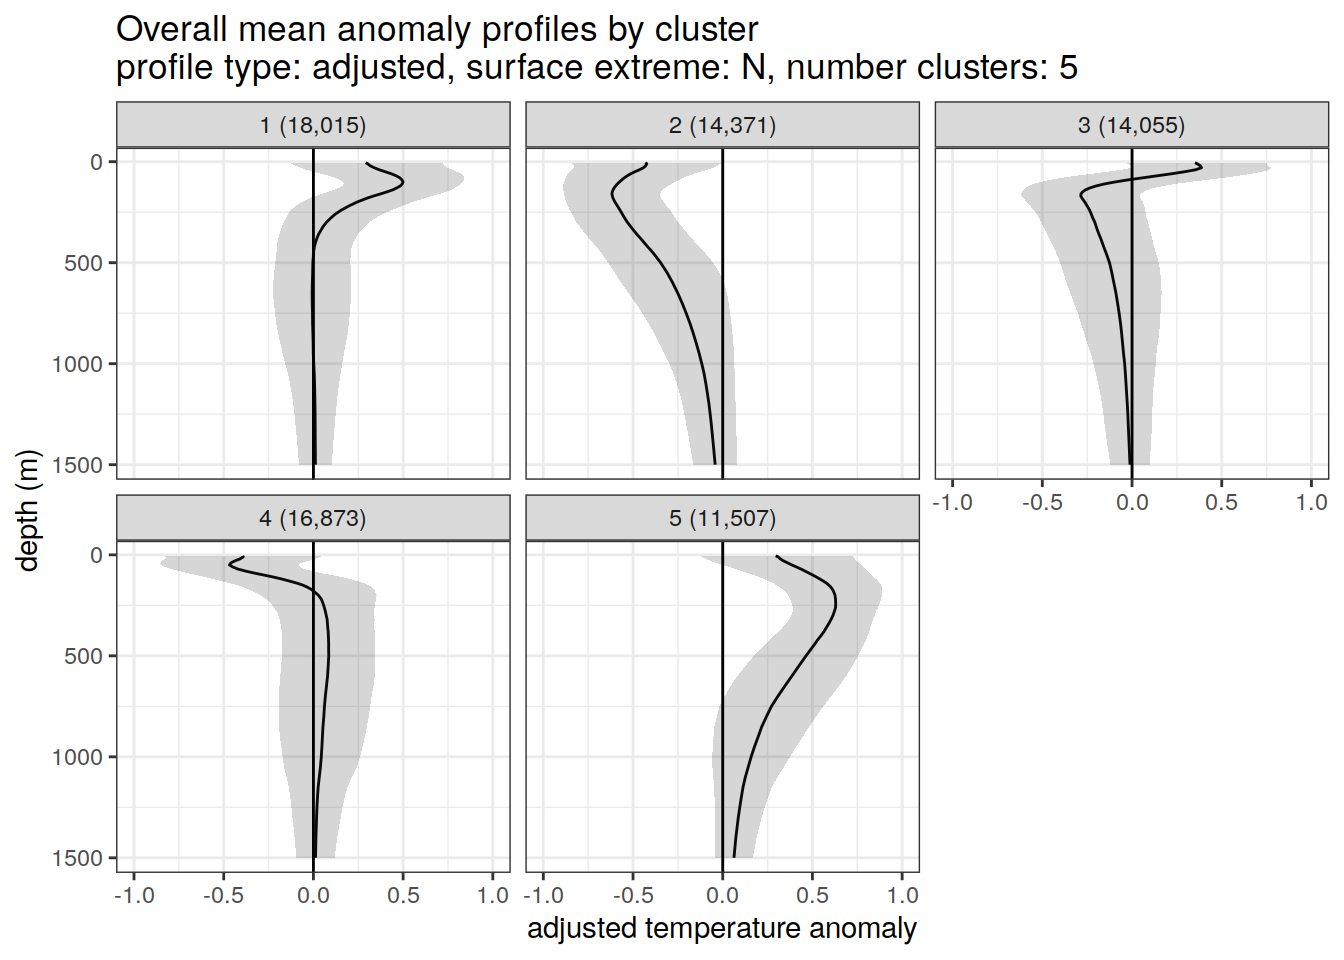 Overall mean anomaly profiles by cluster
profile type: adjusted, surface extreme: N, number clusters: 5
1 (18,015)
2 (14,371)
3 (14,055)
0
500
1000
1500
-1.0 -0.5 0.0 0.5 1.0
4 (16,873)
5 (11,507)
0
500
1000
1500
-1.0 -0.5 0.0 0.5 1.0
-1.0 -0.5 0.0 0.5 1.0
depth (m)
adjusted temperature anomaly